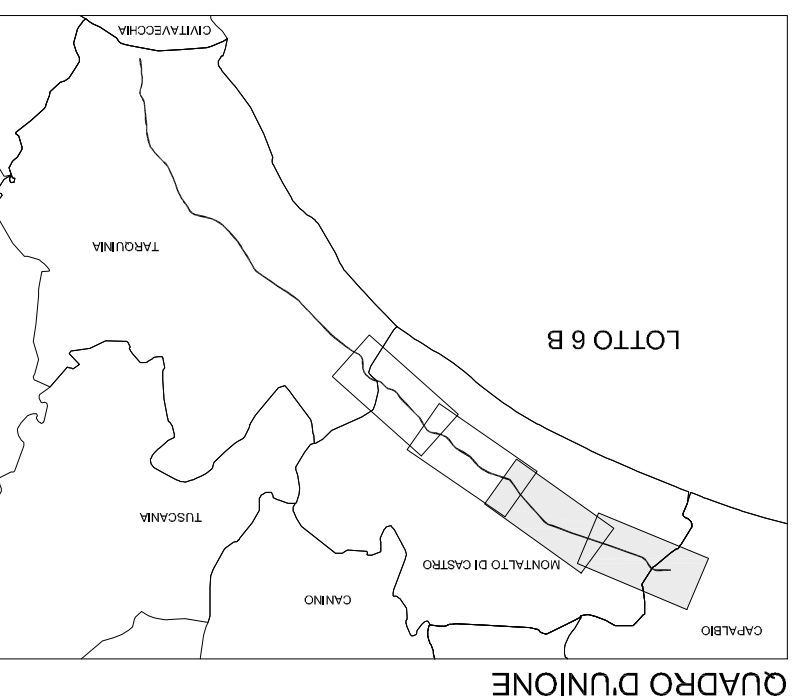 QUADRO D'UNIONE
CAPALBIO
CANINO
MONTALTO DI CASTRO
TUSCANIA
LOTTO 6 B
TARQUINIA
CIVITAVECCHIA